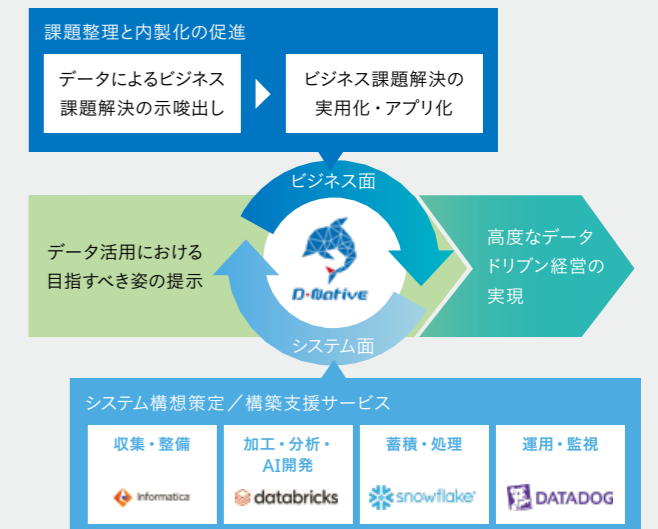 課題整理と内製化の促進
データによるビジネス
課題解決の示唆出し
ビジネス課題解決の
実用化・アプリ化
ビジネス面
データ活用における
目指すべき姿の提示
D・Native
高度なデータ
ドリブン経営の
実現
システム面
システム構想策定／構築支援サービス
収集・整備
Informatica
加工・分析・
AI開発
databricks
蓄積・処理
snowflake
運用・監視
DATADOG